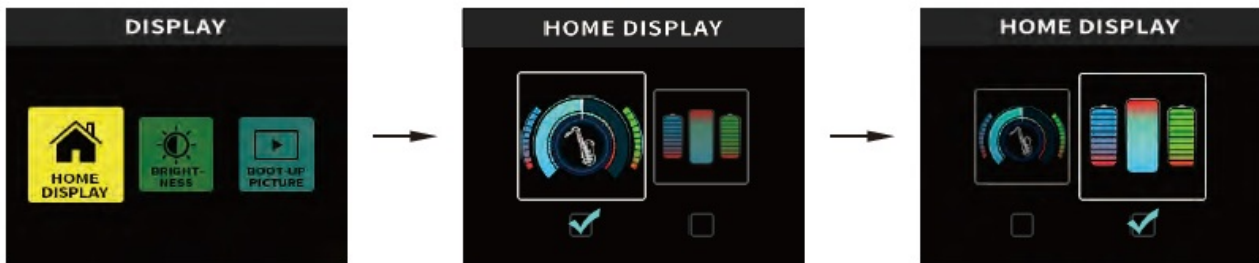 DISPLAY
HOME
DISPLAY
BRIGHT-
NESS
BOOT-UP
PICTURE
HOME DISPLAY
HOME DISPLAY